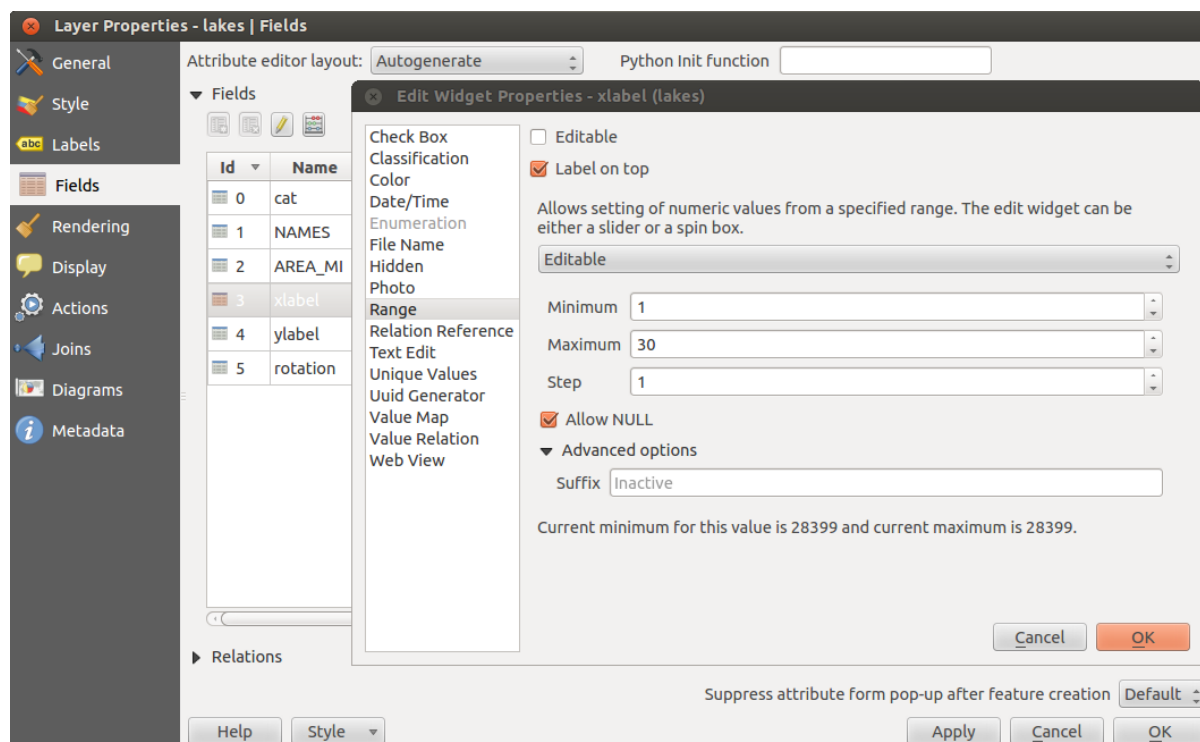 Layer Properties - lakes | Fields
General
Style
abc Labels
Fields
Rendering
Display
Actions
Joins
Diagrams
i Metadata
Attribute editor layout: Autogenerate Python Init function
Fields
Id Name
0 cat
1 NAMES
2 AREA_MI
3 xlabel
4 ylabel
5 rotation
Relations
Edit Widget Properties - xlabel (lakes)
Check Box
Classification
Color
Date/Time
Enumeration
File Name
Hidden
Photo
Range
Relation Reference
Text Edit
Unique Values
Uuid Generator
Value Map
Value Relation
Web View
Editable
Label on top
Allows setting of numeric values from a specified range. The edit widget can be
either a slider or a spin box.
Editable
Minimum 1
Maximum 30
Step 1
Allow NULL
Advanced options
Suffix Inactive
Current minimum for this value is 28399 and current maximum is 28399.
Cancel OK
Suppress attribute form pop-up after feature creation Default
Help Style Apply Cancel OK